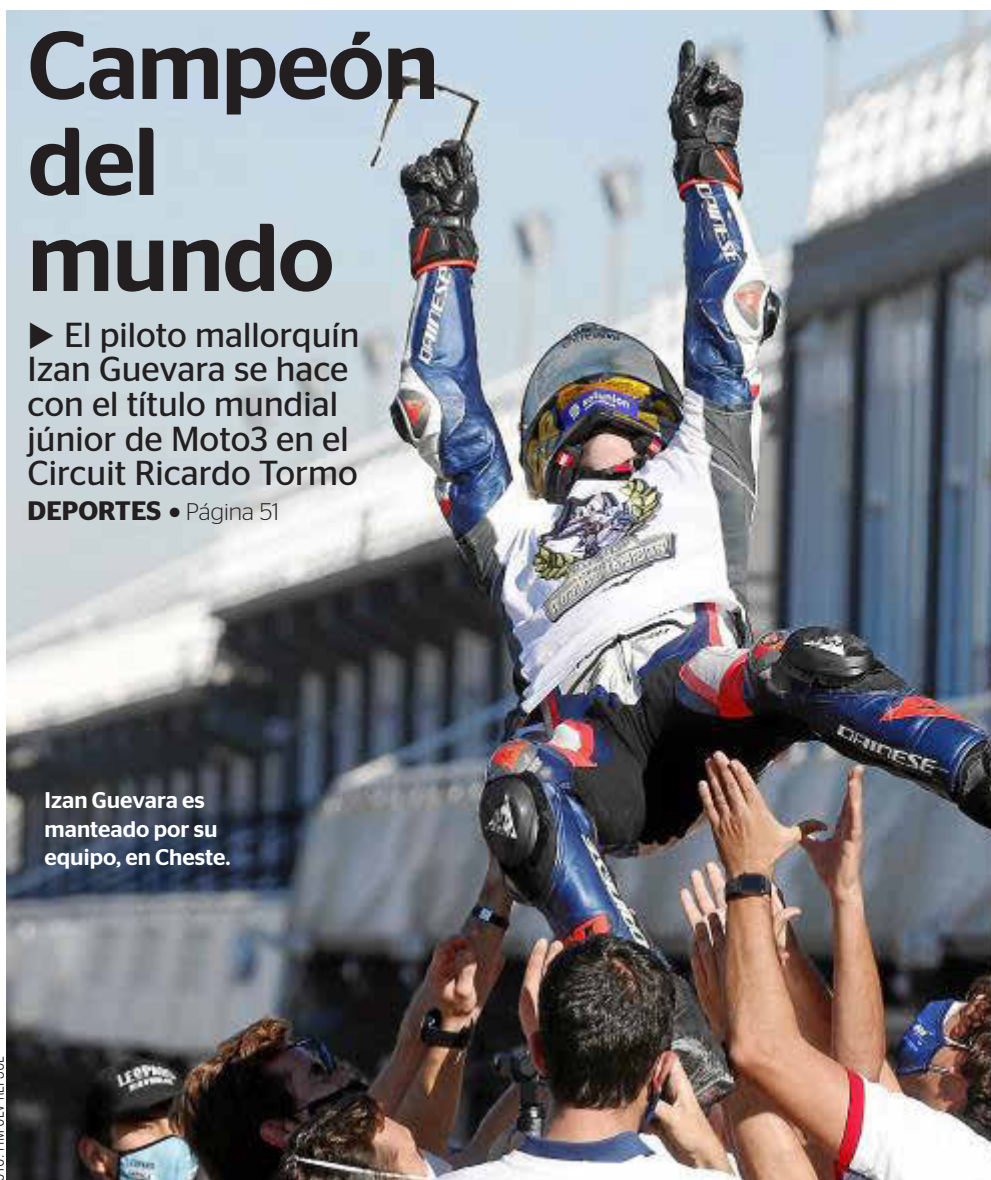 Campeón
del
mundo
▶ El piloto mallorquín
Izan Guevara se hace
con el título mundial
júnior de Moto3 en el
Circuit Ricardo Tormo
DEPORTES • Página 51
DAINESE
DAINESE
DAINESE
Izan Guevara es
manteado por su
equipo, en Cheste.
LEOPARD